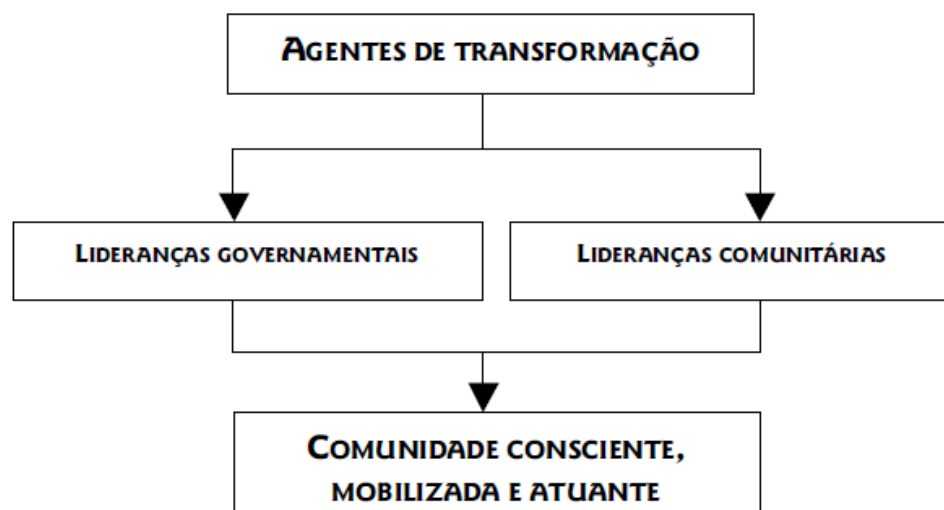 AGENTES DE TRANSFORMAÇÃO
LIDERANÇAS GOVERNAMENTAIS
LIDERANÇAS COMUNITÁRIAS
COMUNIDADE CONSCIENTE,
MOBILIZADA E ATUANTE